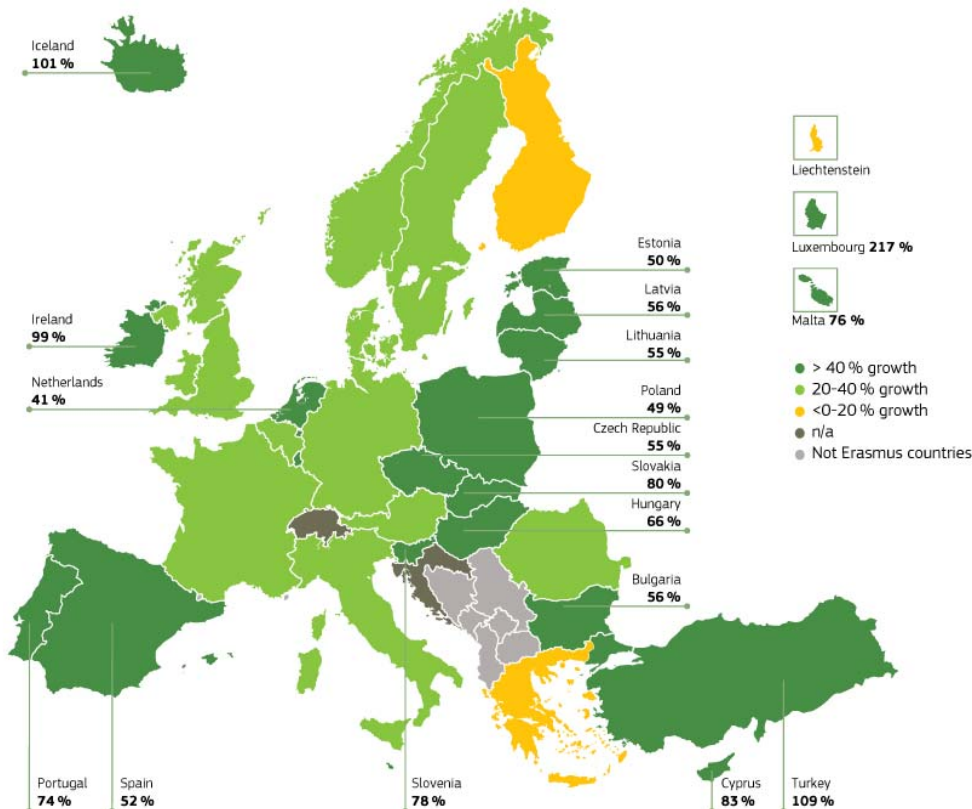 Iceland
101 %
Liechtenstein
Luxembourg 217 %
Malta 76 %
Estonia
50 %
Latvia
56 %
Lithuania
55 %
Ireland
99 %
Netherlands
41 %
Poland
49 %
Czech Republic
55 %
Slovakia
80 %
Hungary
66 %
Bulgaria
56 %
> 40 % growth
20-40 % growth
<0-20 % growth
n/a
Not Erasmus countries
Portugal
74 %
Spain
52 %
Slovenia
78 %
Cyprus
83 %
Turkey
109 %